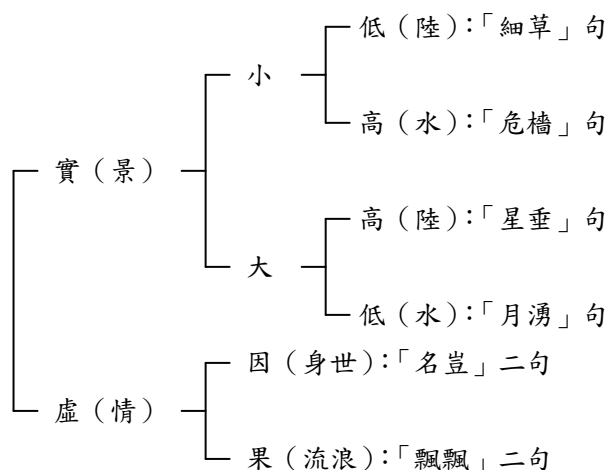 低（陸）：「細草」句
小
高（水）：「危檣」句
實（景）
高（陸）：「星垂」句
大
低（水）：「月湧」句
因（身世）：「名豈」二句
虛（情）
果（流浪）：「飄飄」二句